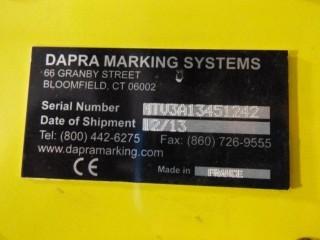 DAPRA MARKING SYSTEMS
66 GRANBY STREET
BLOOMFIELD, CT 06002
Serial Number MTV3A13451242
Date of Shipment 12/13
Tel: (800) 442-6275 Fax: (860) 726-9555
www.dapramarking.com
CE Made in FRANCE